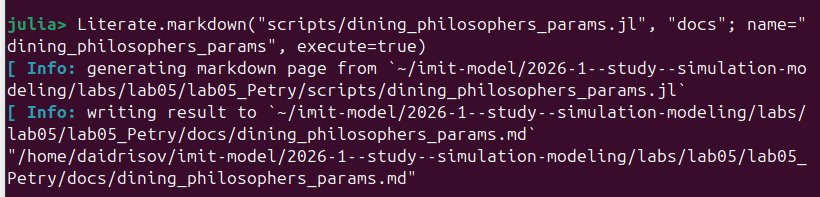 julia> Literate.markdown("scripts/dining_philosophers_params.jl", "docs"; name="
dining_philosophers_params", execute=true)
[ Info: generating markdown page from `~/imit-model/2026-1--study--simulation-mo
deling/labs/lab05/lab05_Petry/scripts/dining_philosophers_params.jl`
[ Info: writing result to `~/imit-model/2026-1--study--simulation-modeling/labs/
lab05/lab05_Petry/docs/dining_philosophers_params.md`
"/home/daidrisov/imit-model/2026-1--study--simulation-modeling/labs/lab05/lab05_
Petry/docs/dining_philosophers_params.md"